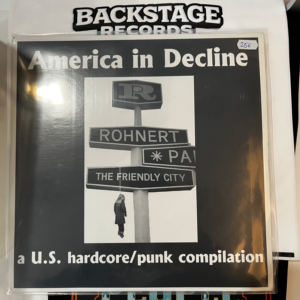 BACKSTAGE
RECORDS
America in Decline
R
ROHNERT
* PA
THE FRIENDLY CITY
a U.S. hardcore/punk compilation